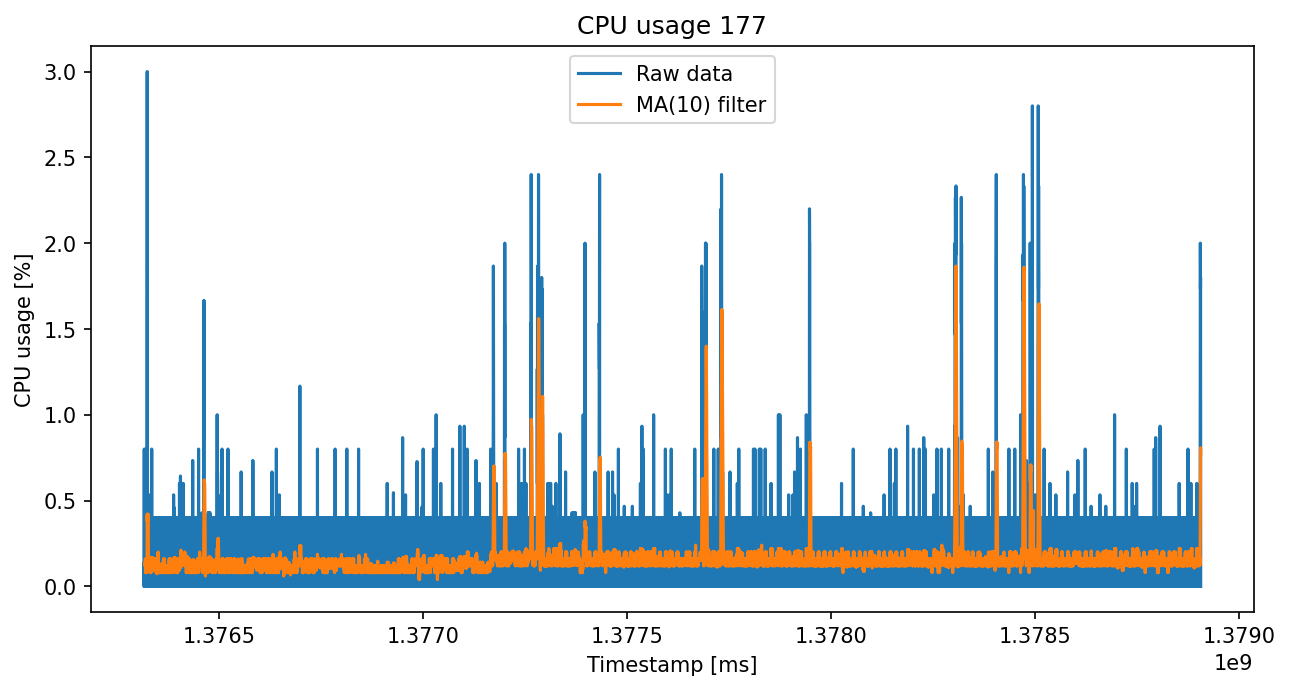 CPU usage 177
Raw data
MA(10) filter
CPU usage [%]
3.0
2.5
2.0
1.5
1.0
0.5
0.0
1.3765 1.3770 1.3775 1.3780 1.3785 1.3790
1e9
Timestamp [ms]